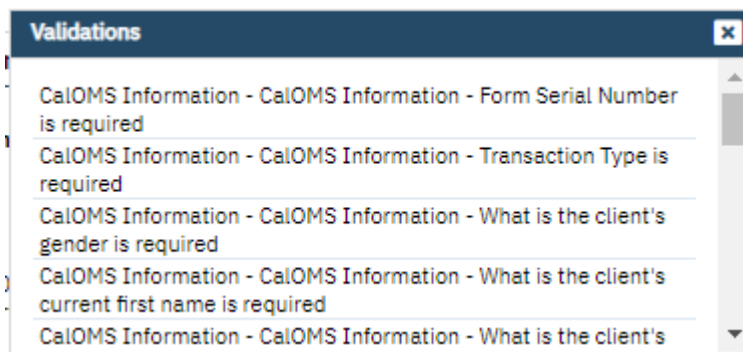 Validations
CalOMS Information - CalOMS Information - Form Serial Number
is required
CalOMS Information - CalOMS Information - Transaction Type is
required
CalOMS Information - CalOMS Information - What is the client's
gender is required
CalOMS Information - CalOMS Information - What is the client's
current first name is required
CalOMS Information - CalOMS Information - What is the client's